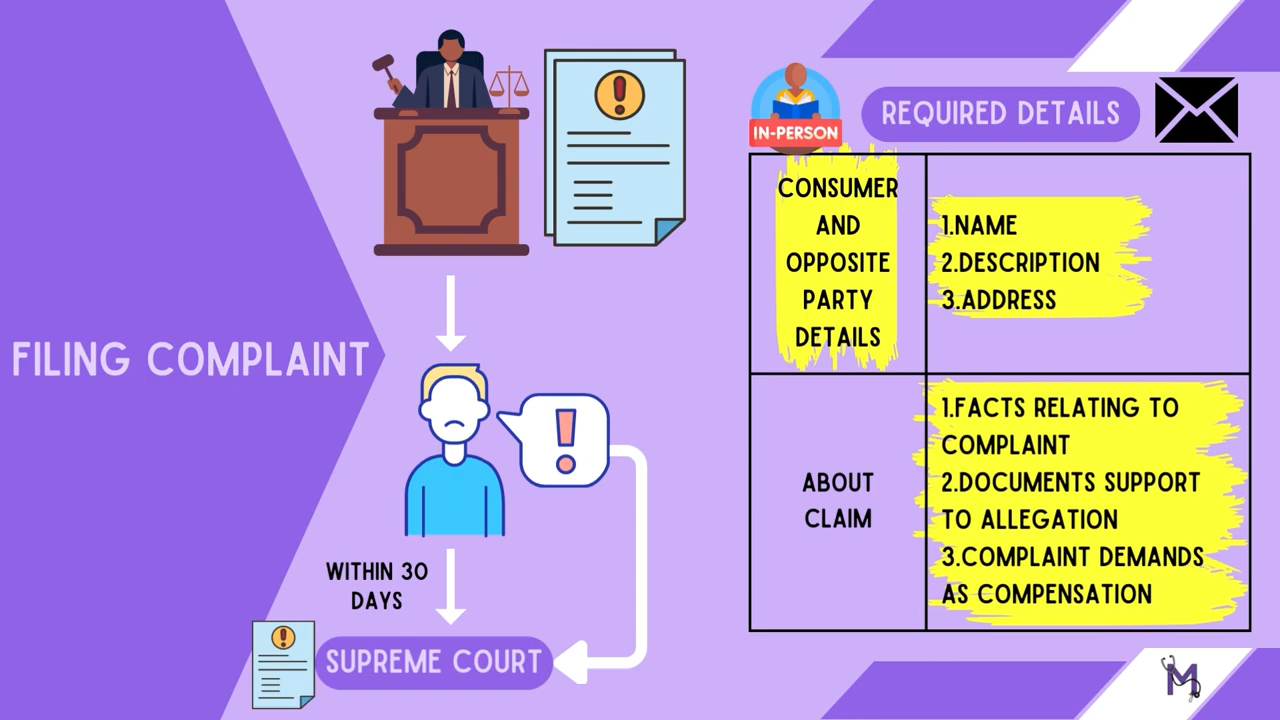 FILING COMPLAINT
WITHIN 30
DAYS
SUPREME COURT
IN-PERSON
REQUIRED DETAILS
CONSUMER
AND
OPPOSITE
PARTY
DETAILS
1.NAME
2.DESCRIPTION
3.ADDRESS
ABOUT
CLAIM
1.FACTS RELATING TO
COMPLAINT
2.DOCUMENTS SUPPORT
TO ALLEGATION
3.COMPLAINT DEMANDS
AS COMPENSATION
M